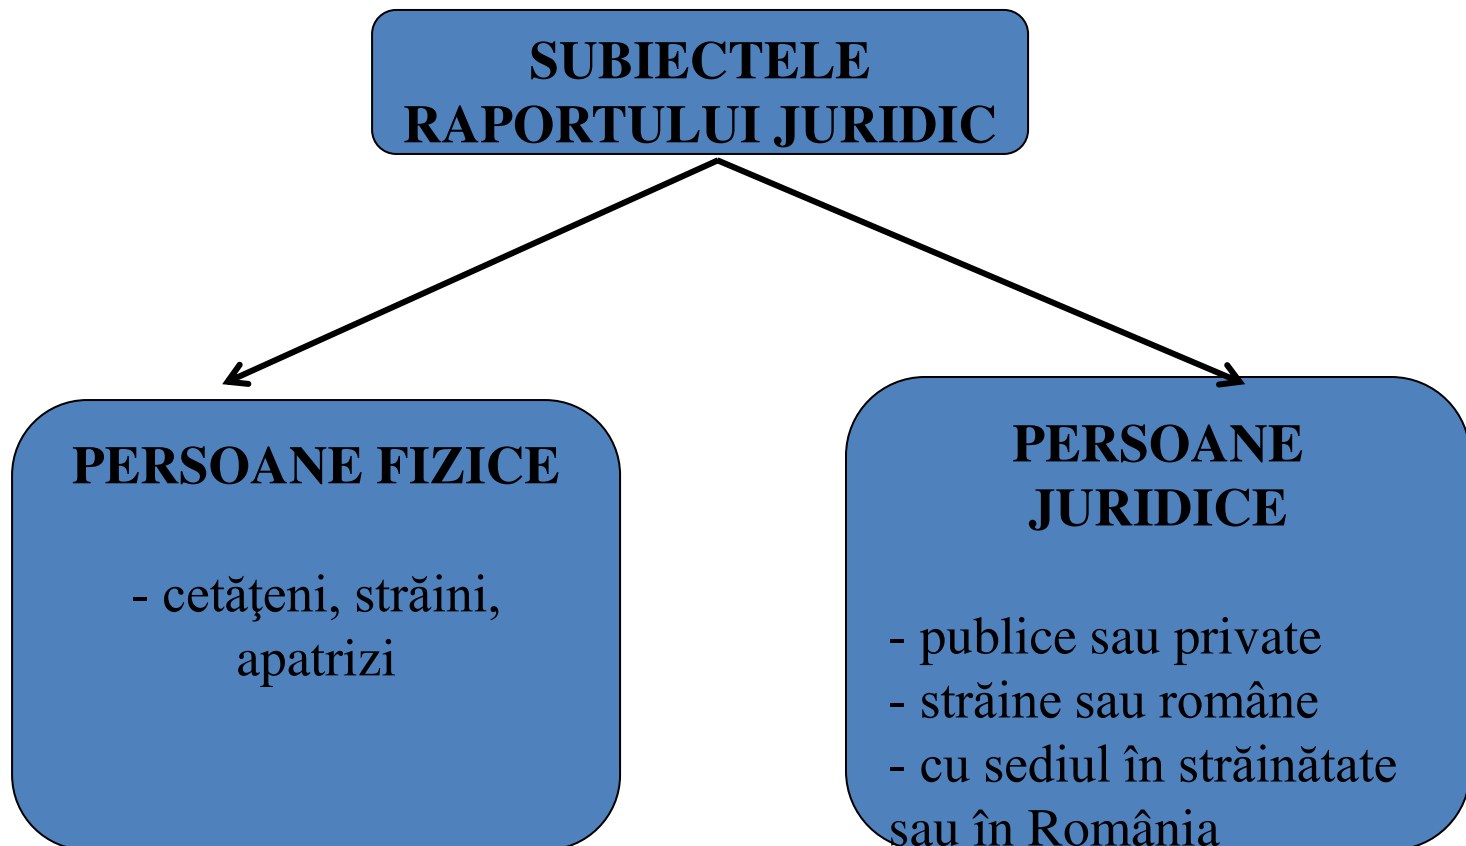 SUBIECTELE
RAPORTULUI JURIDIC
PERSOANE FIZICE
- cetăţeni, străini,
apatrizi
PERSOANE
JURIDICE
- publice sau private
- străine sau române
- cu sediul în străinătate
sau în România